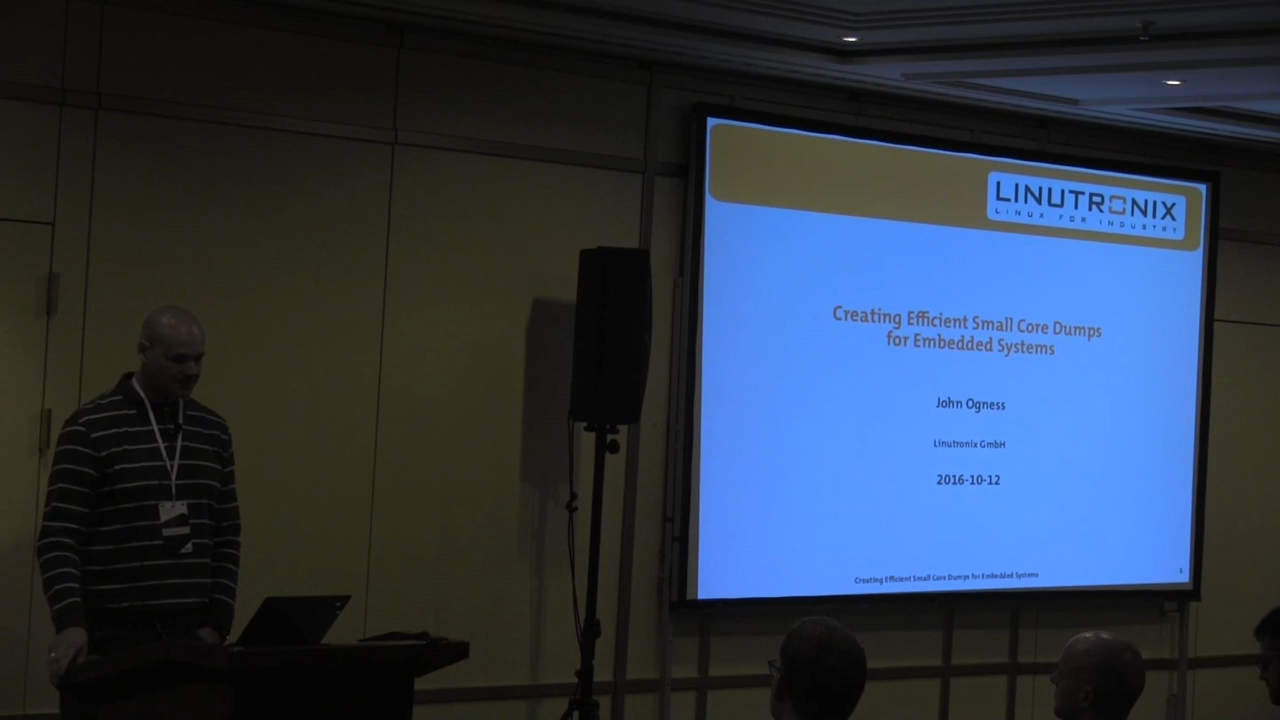 LINUTRONIX
LINUX FOR INDUSTRY
Creating Efficient Small Core Dumps
for Embedded Systems
John Ogness
Linutronix GmbH
2016-10-12
Creating Efficient Small Core Dumps for Embedded Systems
1